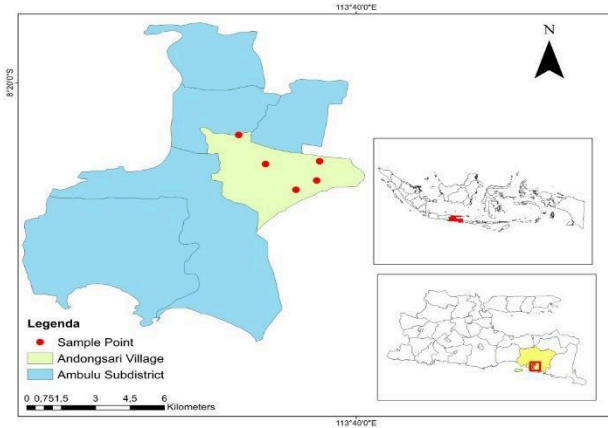 113°40'0"E
N
8°20'0"S
Legenda
Sample Point
Andongsari Village
Ambulu Subdistrict
0 0,751,5 3 4,5 6
Kilometers
113°40'0"E